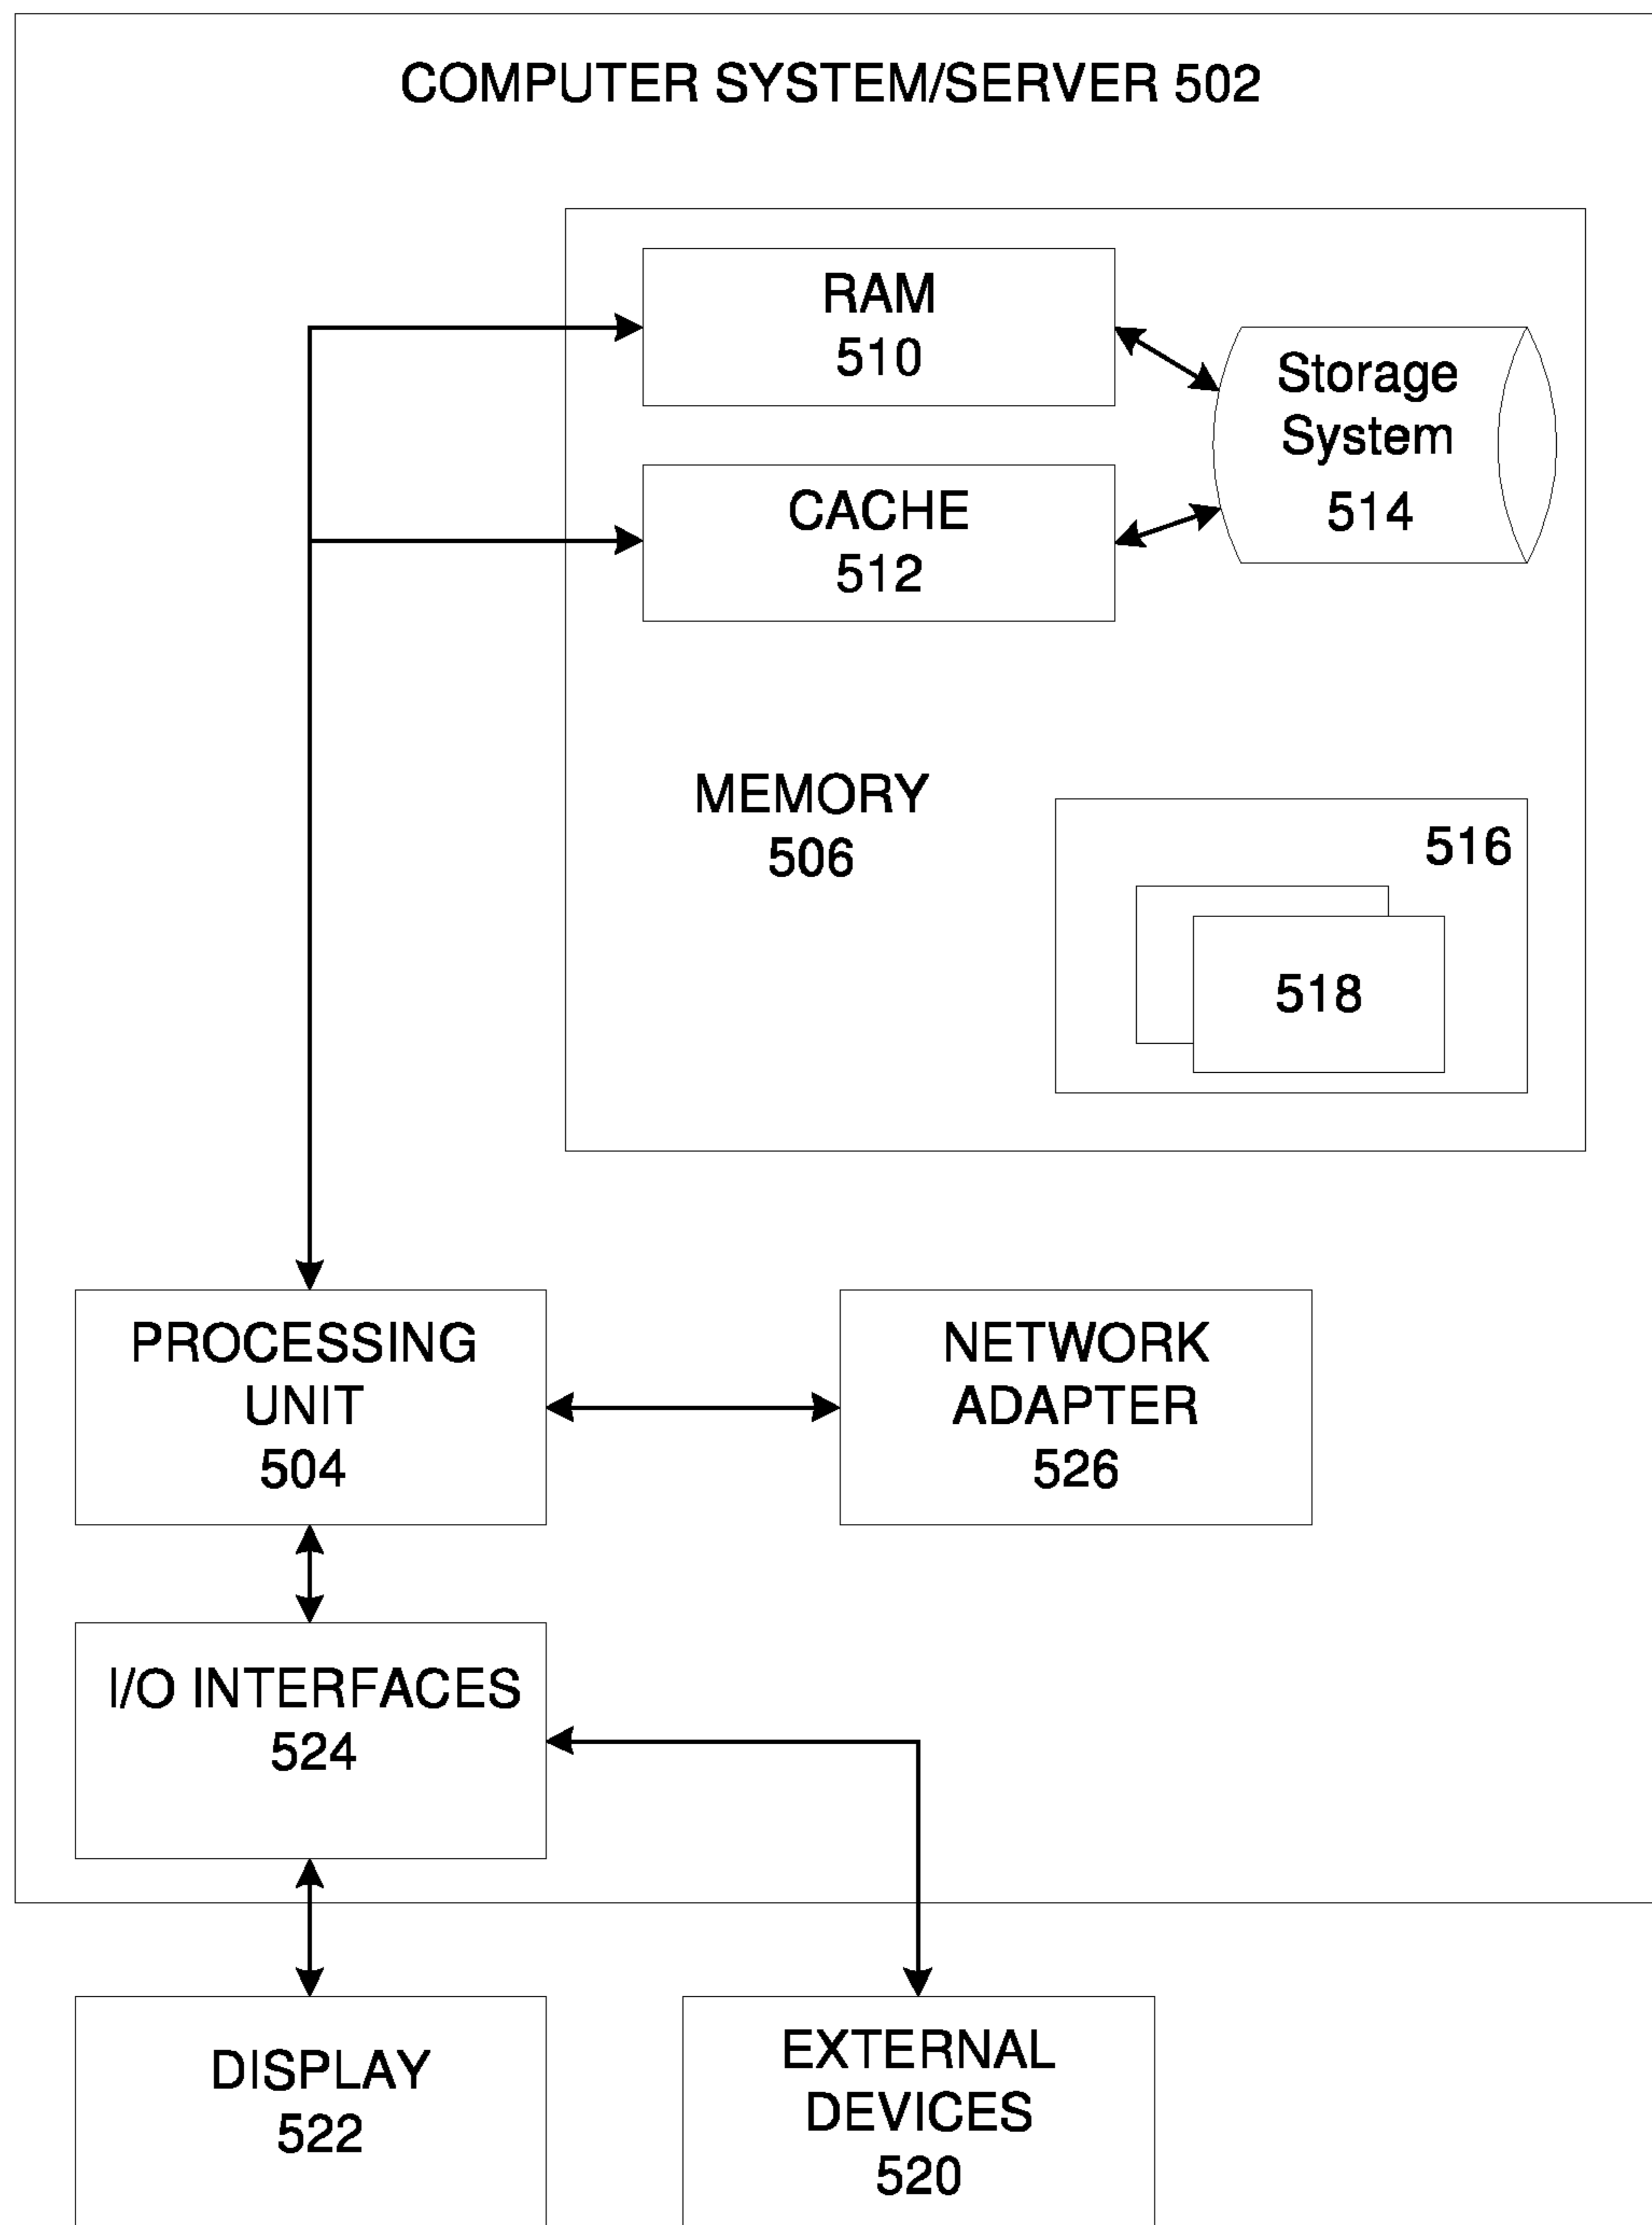 COMPUTER SYSTEM/SERVER 502
RAM
510
Storage
System
514
CACHE
512
MEMORY
506
516
518
PROCESSING
UNIT
504
NETWORK
ADAPTER
526
I/O INTERFACES
524
DISPLAY
522
EXTERNAL
DEVICES
520